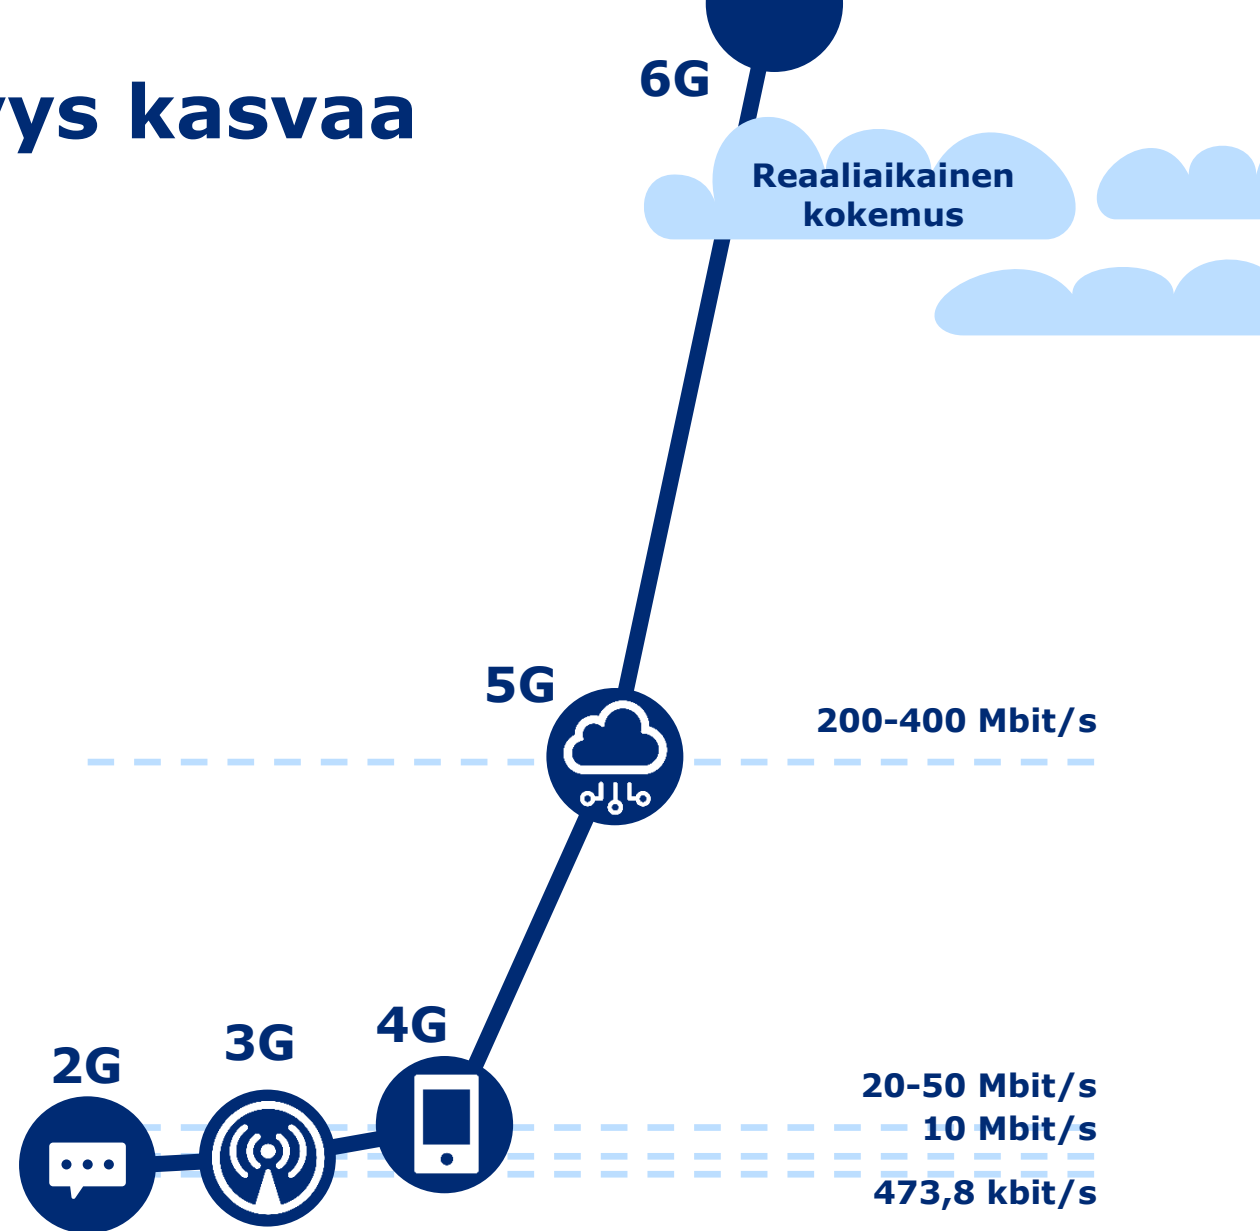 6G
yys kasvaa
Reaaliaikainen
kokemus
5G
200-400 Mbit/s
4G
3G
2G
20-50 Mbit/s
10 Mbit/s
473,8 kbit/s